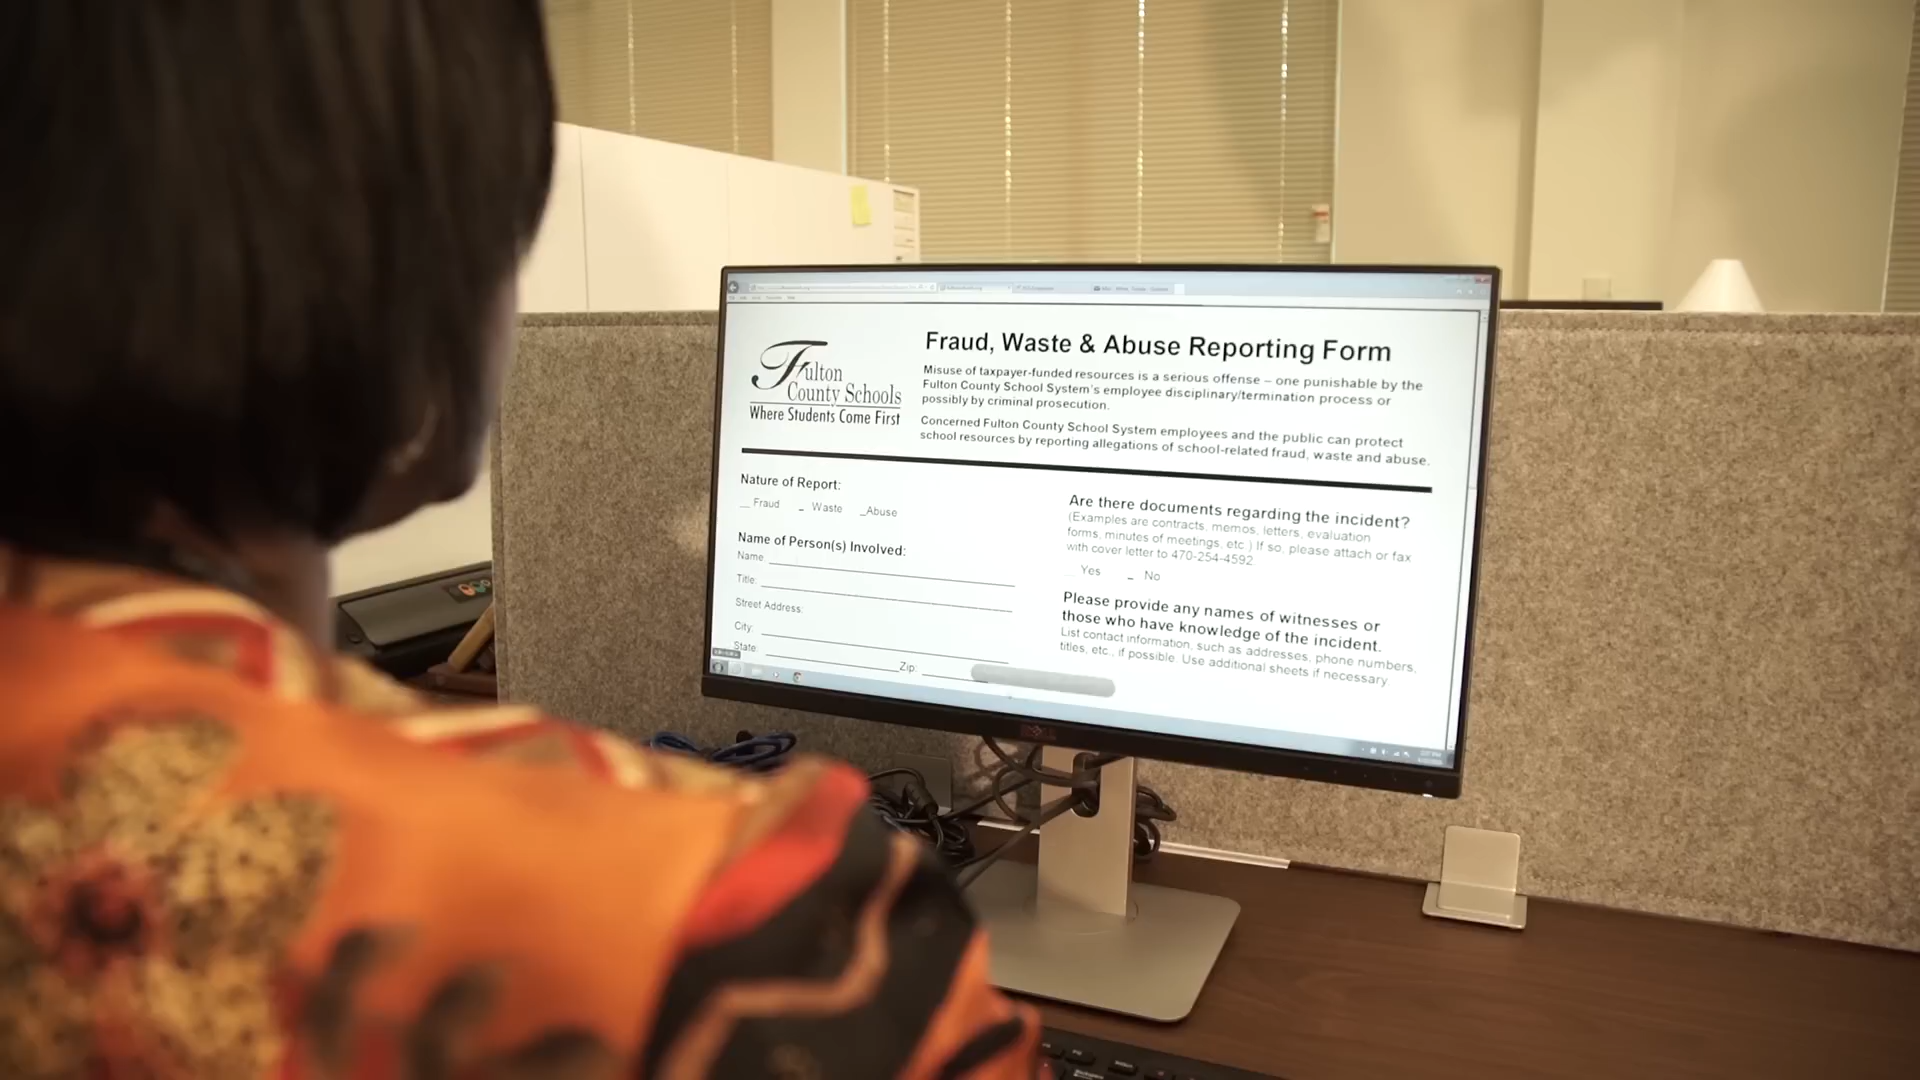 Fulton
County Schools
Where Students Come First
Fraud, Waste & Abuse Reporting Form
Misuse of taxpayer-funded resources is a serious offense – one punishable by the
Fulton County School System's employee disciplinary/termination process or
possibly by criminal prosecution.
Concerned Fulton County School System employees and the public can protect
school resources by reporting allegations of school-related fraud, waste and abuse.
Nature of Report:
__ Fraud _ Waste _Abuse
Name of Person(s) Involved:
Name
Title:
Street Address:
City:
State: Zip:
Are there documents regarding the incident?
(Examples are contracts, memos, letters, evaluation
forms, minutes of meetings, etc.) If so, please attach or fax
with cover letter to 470-254-4592.
Yes _ No
Please provide any names of witnesses or
those who have knowledge of the incident.
List contact information, such as addresses, phone numbers,
titles, etc., if possible. Use additional sheets if necessary.